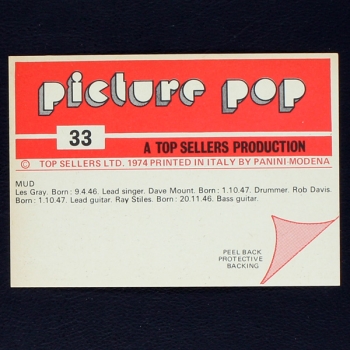 picture pop
33
A TOP SELLERS PRODUCTION
© TOP SELLERS LTD. 1974 PRINTED IN ITALY BY PANINI-MODENA
MUD
Les Gray. Born: 9.4.46. Lead singer. Dave Mount. Born: 1.10.47. Drummer. Rob Davis.
Born: 1.10.47. Lead guitar. Ray Stiles. Born: 20.11.46. Bass guitar.
PEEL BACK
PROTECTIVE
BACKING